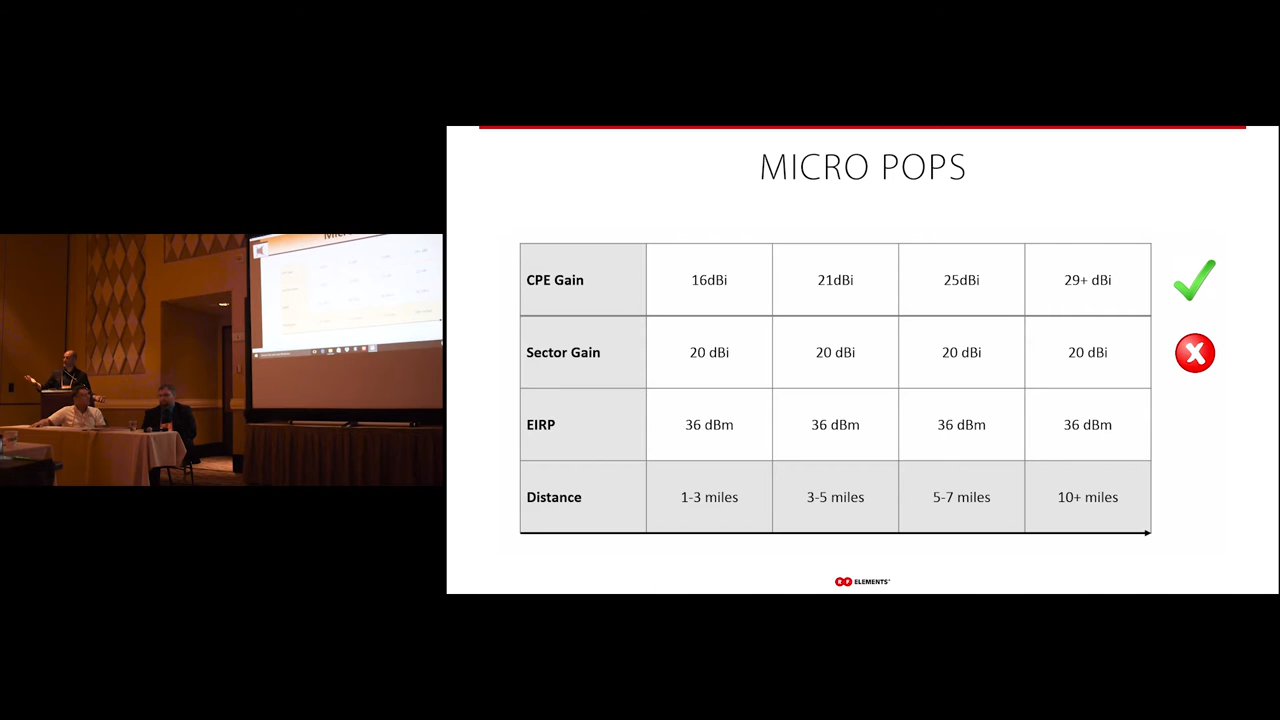 MICRO POPS
CPE Gain 16dBi 21dBi 25dBi 29+ dBi
Sector Gain 20 dBi 20 dBi 20 dBi 20 dBi
EIRP 36 dBm 36 dBm 36 dBm 36 dBm
Distance 1-3 miles 3-5 miles 5-7 miles 10+ miles
RF ELEMENTS